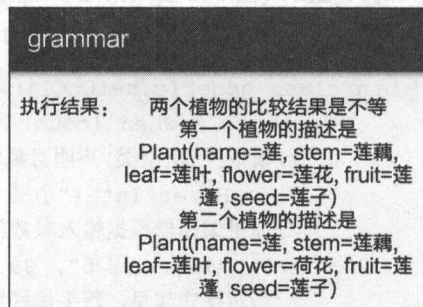 grammar
执行结果： 两个植物的比较结果是不等
第一个植物的描述是
Plant(name=莲, stem=莲藕,
leaf=莲叶, flower=莲花, fruit=莲
蓬, seed=莲子)
第二个植物的描述是
Plant(name=莲, stem=莲藕,
leaf=莲叶, flower=荷花, fruit=莲
蓬, seed=莲子)